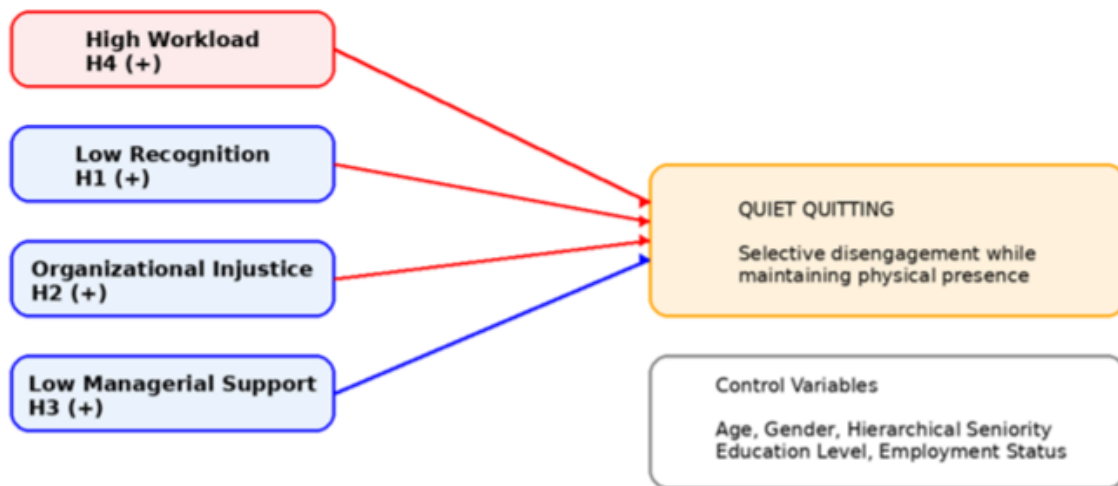 High Workload
H4 (+)
Low Recognition
H1 (+)
Organizational Injustice
H2 (+)
Low Managerial Support
H3 (+)
QUIET QUITTING
Selective disengagement while
maintaining physical presence
Control Variables
Age, Gender, Hierarchical Seniority
Education Level, Employment Status